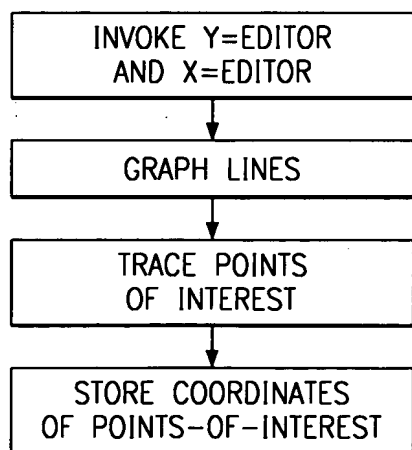 INVOKE Y=EDITOR
AND X=EDITOR
GRAPH LINES
TRACE POINTS
OF INTEREST
STORE COORDINATES
OF POINTS-OF-INTEREST